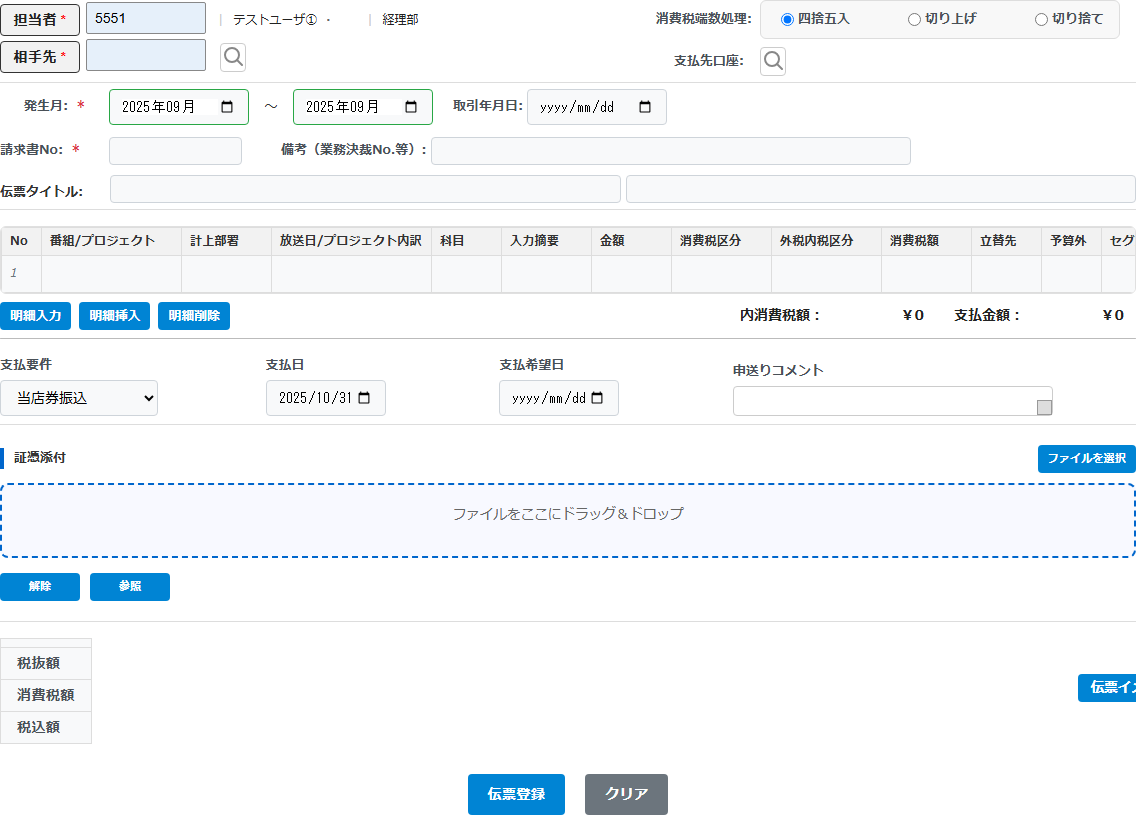 担当者 * 5551 | テストユーザ① ・ | 経理部 消費税端数処理: 四捨五入 切り上げ 切り捨て
相手先 * 支払先口座:
発生月: * 2025年09月 ～ 2025年09月 取引年月日: yyyy/mm/dd
請求書No: * 備考（業務決裁No.等）:
伝票タイトル:
No 番組/プロジェクト 計上部署 放送日/プロジェクト内訳 科目 入力摘要 金額 消費税区分 外税内税区分 消費税額 立替先 予算外 セグ
1
明細入力 明細挿入 明細削除 内消費税額： ¥0 支払金額： ¥0
支払要件 支払日 支払希望日 申送りコメント
当店券振込 2025/10/31 yyyy/mm/dd
証憑添付 ファイルを選択
ファイルをここにドラッグ＆ドロップ
解除 参照
税抜額
消費税額 伝票イ
税込額
伝票登録 クリア